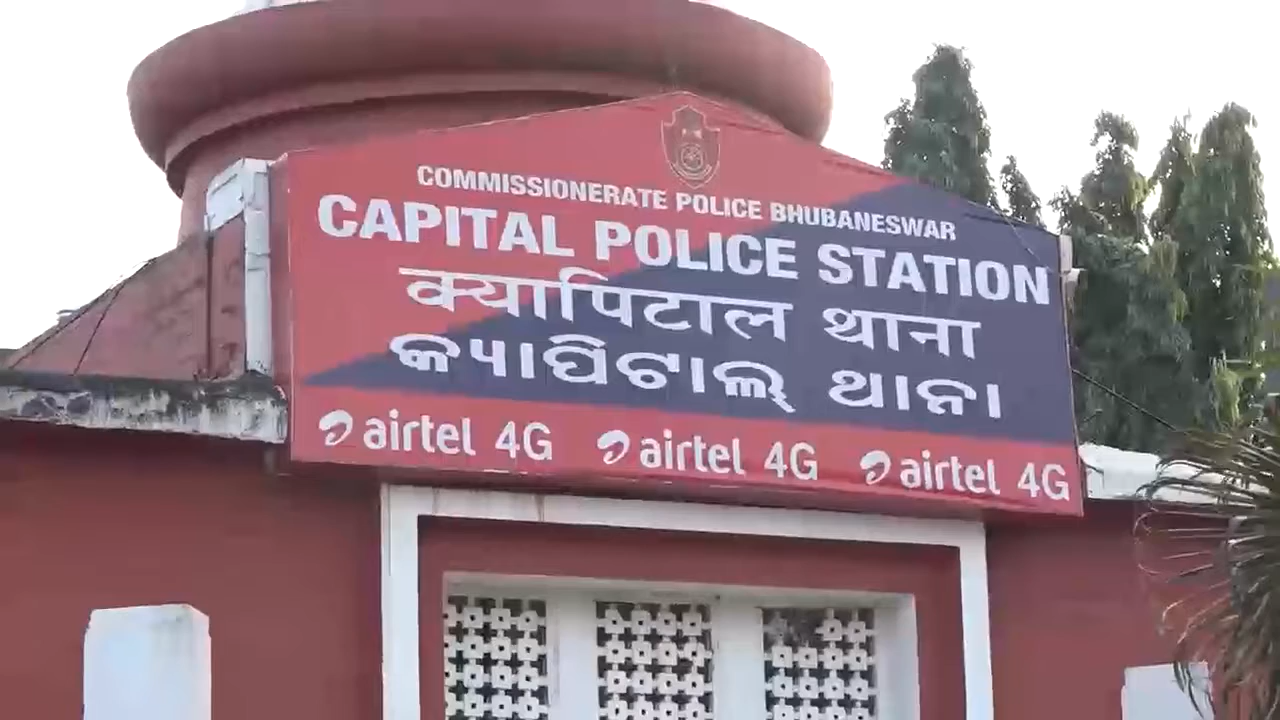 COMMISSIONERATE POLICE BHUBANESWAR
CAPITAL POLICE STATION
क्यापिटाल थाना
କ୍ୟାପିଟାଲ୍ ଥାନା
airtel 4G airtel 4G airtel 4G